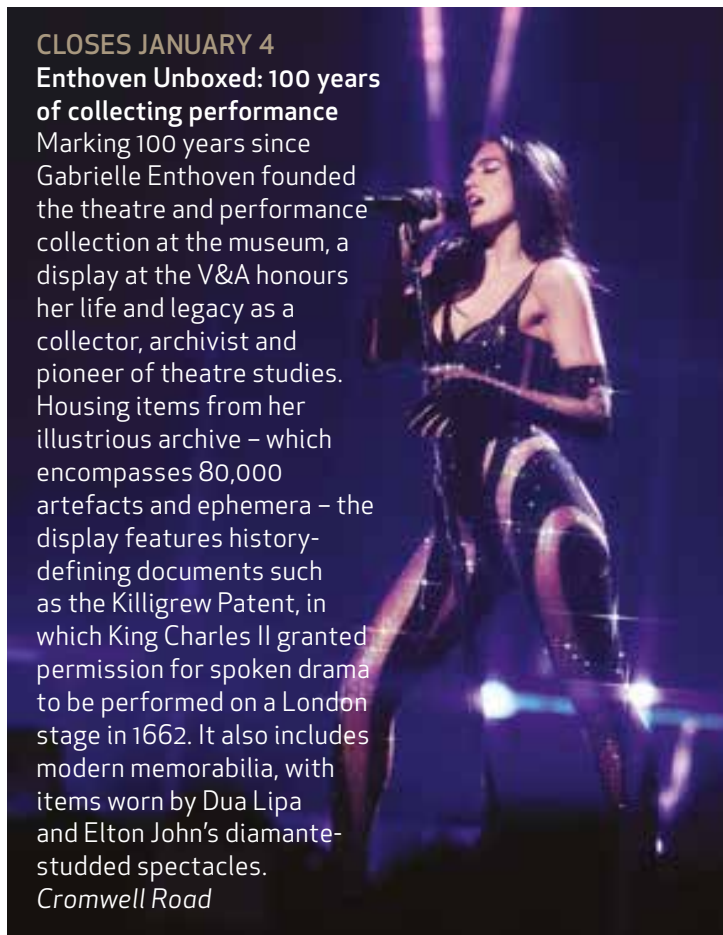 CLOSES JANUARY 4
Enthoven Unboxed: 100 years
of collecting performance
Marking 100 years since
Gabrielle Enthoven founded
the theatre and performance
collection at the museum, a
display at the V&A honours
her life and legacy as a
collector, archivist and
pioneer of theatre studies.
Housing items from her
illustrious archive – which
encompasses 80,000
artefacts and ephemera – the
display features history-
defining documents such
as the Killigrew Patent, in
which King Charles II granted
permission for spoken drama
to be performed on a London
stage in 1662. It also includes
modern memorabilia, with
items worn by Dua Lipa
and Elton John’s diamante-
studded spectacles.
Cromwell Road